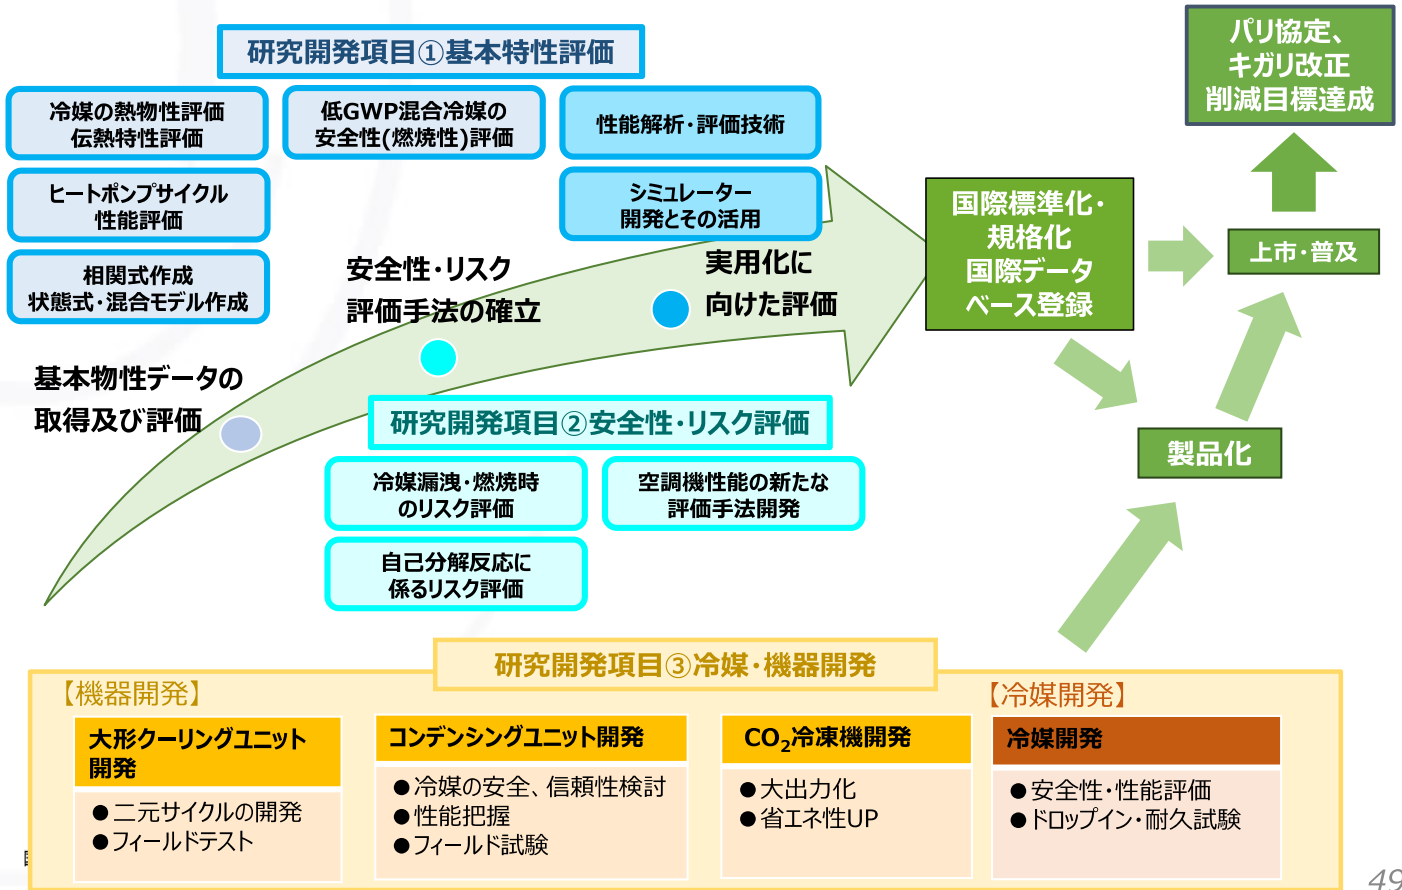 研究開発項目①基本特性評価
冷媒の熱物性評価
伝熱特性評価
低GWP混合冷媒の
安全性(燃焼性)評価
性能解析・評価技術
ヒートポンプサイクル
性能評価
シミュレーター
開発とその活用
相関式作成
状態式・混合モデル作成
基本物性データの
取得及び評価
安全性・リスク
評価手法の確立
実用化に
向けた評価
国際標準化・
規格化
国際データ
ベース登録
パリ協定、
キガリ改正
削減目標達成
上市・普及
製品化
研究開発項目②安全性・リスク評価
冷媒漏洩・燃焼時
のリスク評価
空調機性能の新たな
評価手法開発
自己分解反応に
係るリスク評価
研究開発項目③冷媒・機器開発
【機器開発】
大形クーリングユニット
開発
●二元サイクルの開発
●フィールドテスト
コンデンシングユニット開発
●冷媒の安全、信頼性検討
●性能把握
●フィールド試験
CO₂冷凍機開発
●大出力化
●省エネ性UP
【冷媒開発】
冷媒開発
●安全性・性能評価
●ドロップイン・耐久試験
49